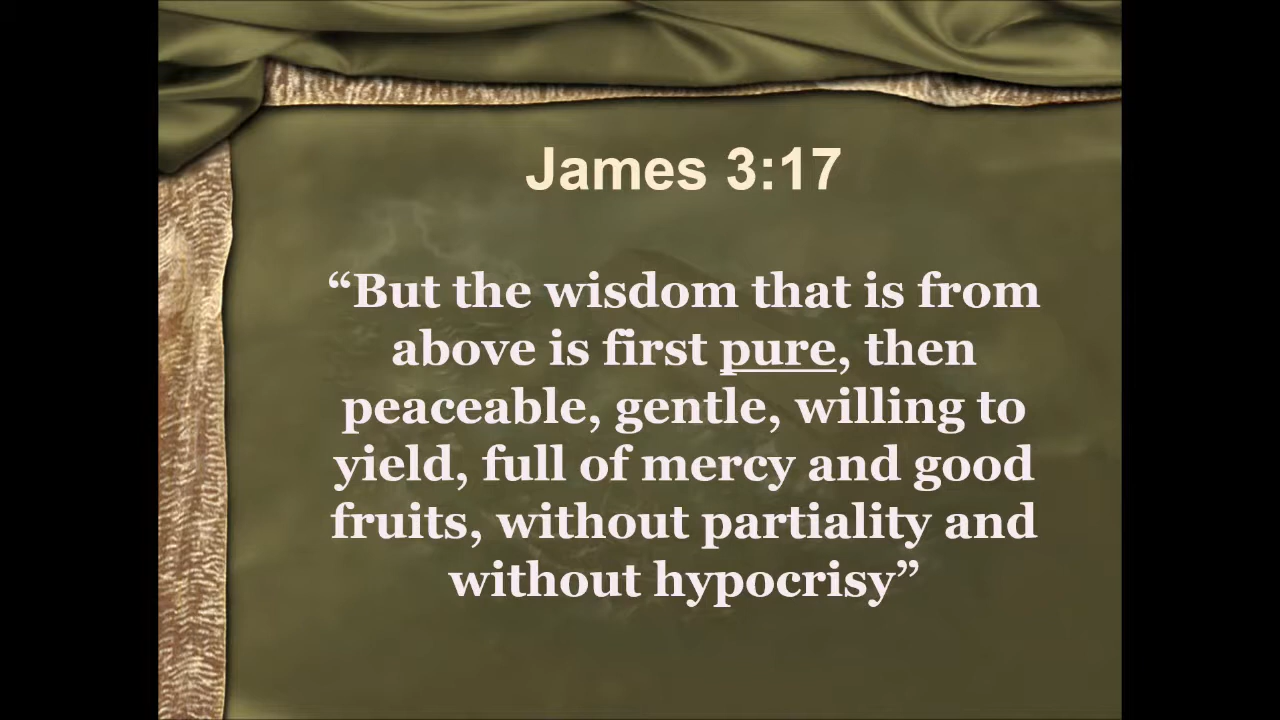 James 3:17
“But the wisdom that is from
above is first pure, then
peaceable, gentle, willing to
yield, full of mercy and good
fruits, without partiality and
without hypocrisy”